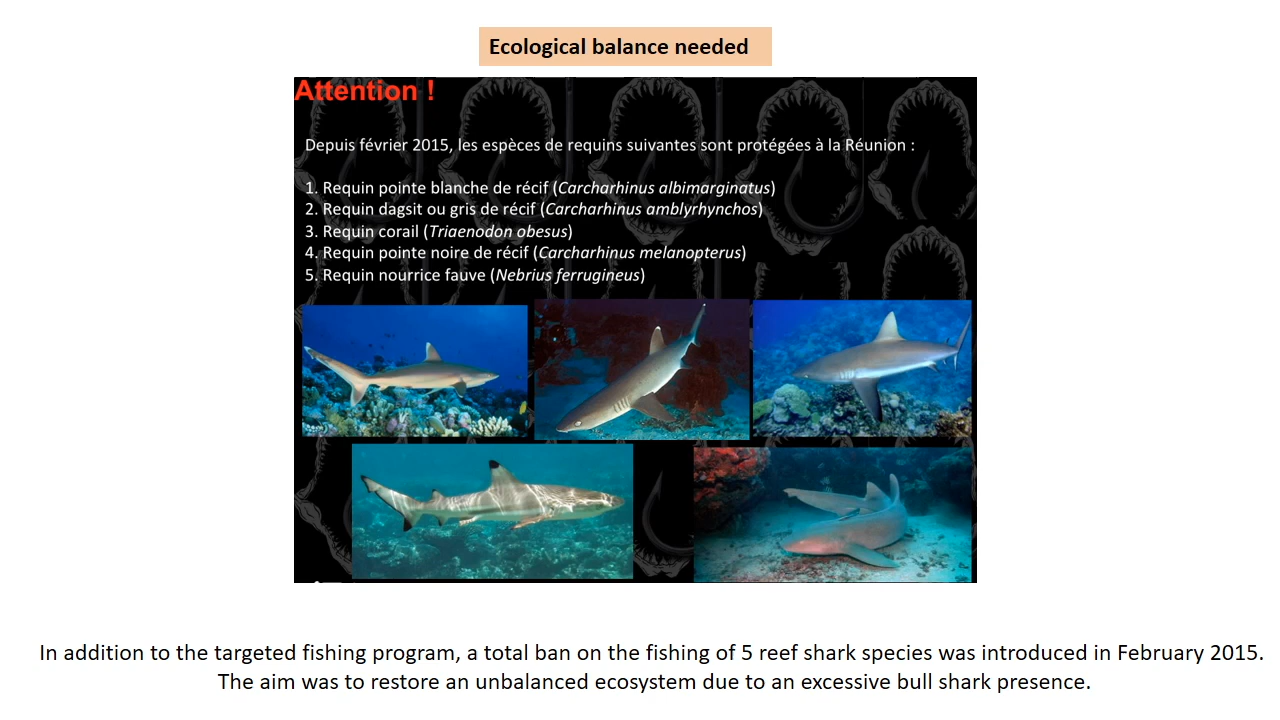 Ecological balance needed
Attention !
Depuis février 2015, les espèces de requins suivantes sont protégées à la Réunion :
1. Requin pointe blanche de récif (Carcharhinus albimarginatus)
2. Requin dagsit ou gris de récif (Carcharhinus amblyrhynchos)
3. Requin corail (Triaenodon obesus)
4. Requin pointe noire de récif (Carcharhinus melanopterus)
5. Requin nourrice fauve (Nebrius ferrugineus)
In addition to the targeted fishing program, a total ban on the fishing of 5 reef shark species was introduced in February 2015.
The aim was to restore an unbalanced ecosystem due to an excessive bull shark presence.